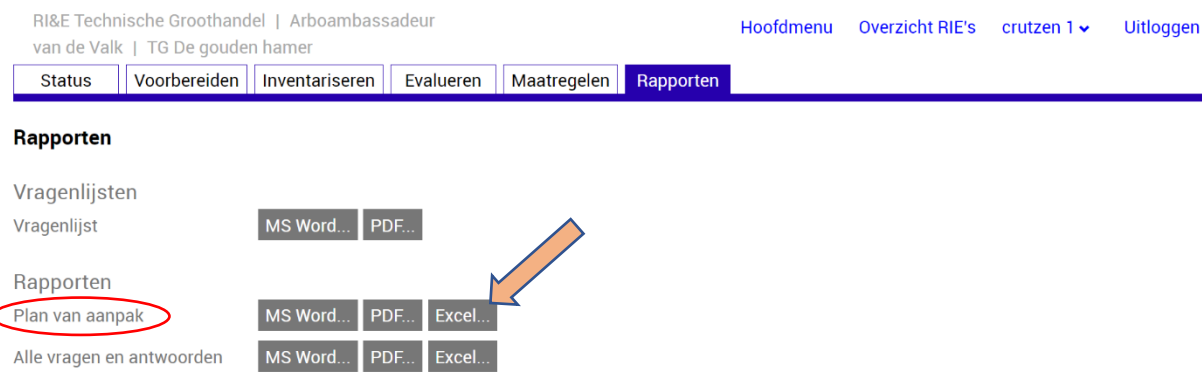 RI&E Technische Groothandel | Arboambassadeur
van de Valk | TG De gouden hamer
Hoofdmenu Overzicht RIE's crutzen 1 Uitloggen
Status Voorbereiden Inventariseren Evalueren Maatregelen Rapporten
Rapporten
Vragenlijsten
Vragenlijst MS Word... PDF...
Rapporten
Plan van aanpak MS Word... PDF... Excel...
Alle vragen en antwoorden MS Word... PDF... Excel...